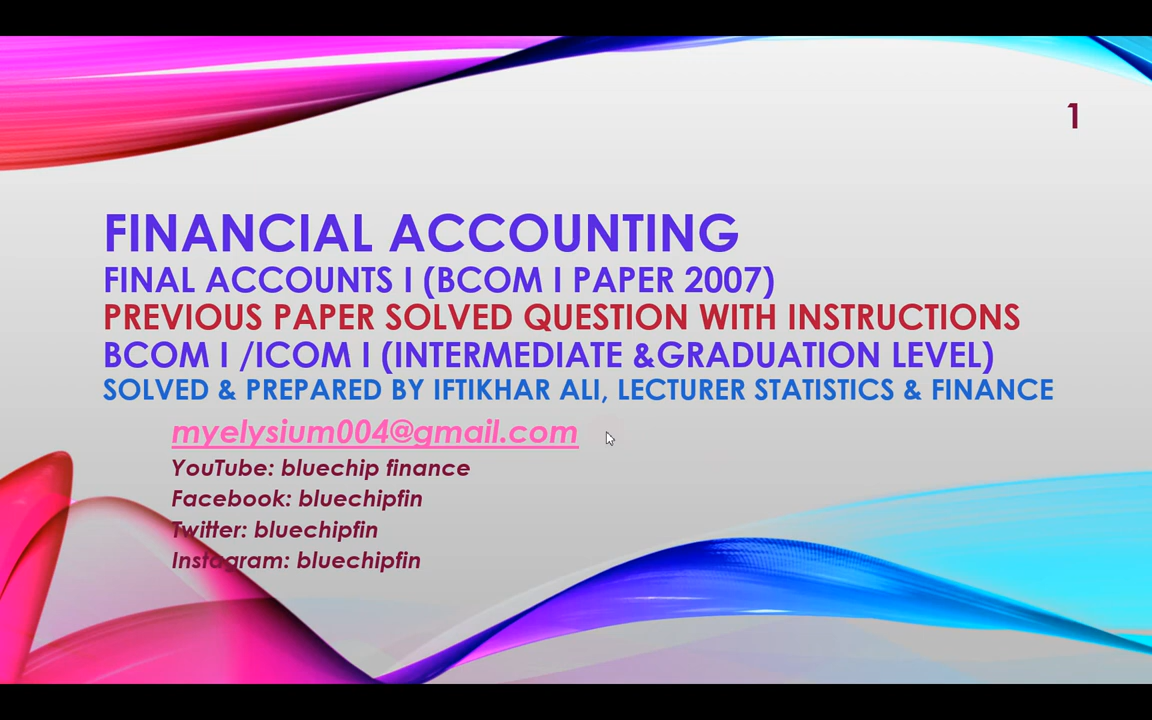 1
FINANCIAL ACCOUNTING
FINAL ACCOUNTS I (BCOM I PAPER 2007)
PREVIOUS PAPER SOLVED QUESTION WITH INSTRUCTIONS
BCOM I /ICOM I (INTERMEDIATE &GRADUATION LEVEL)
SOLVED & PREPARED BY IFTIKHAR ALI, LECTURER STATISTICS & FINANCE
myelysium004@gmail.com
YouTube: bluechip finance
Facebook: bluechipfin
Twitter: bluechipfin
Instagram: bluechipfin